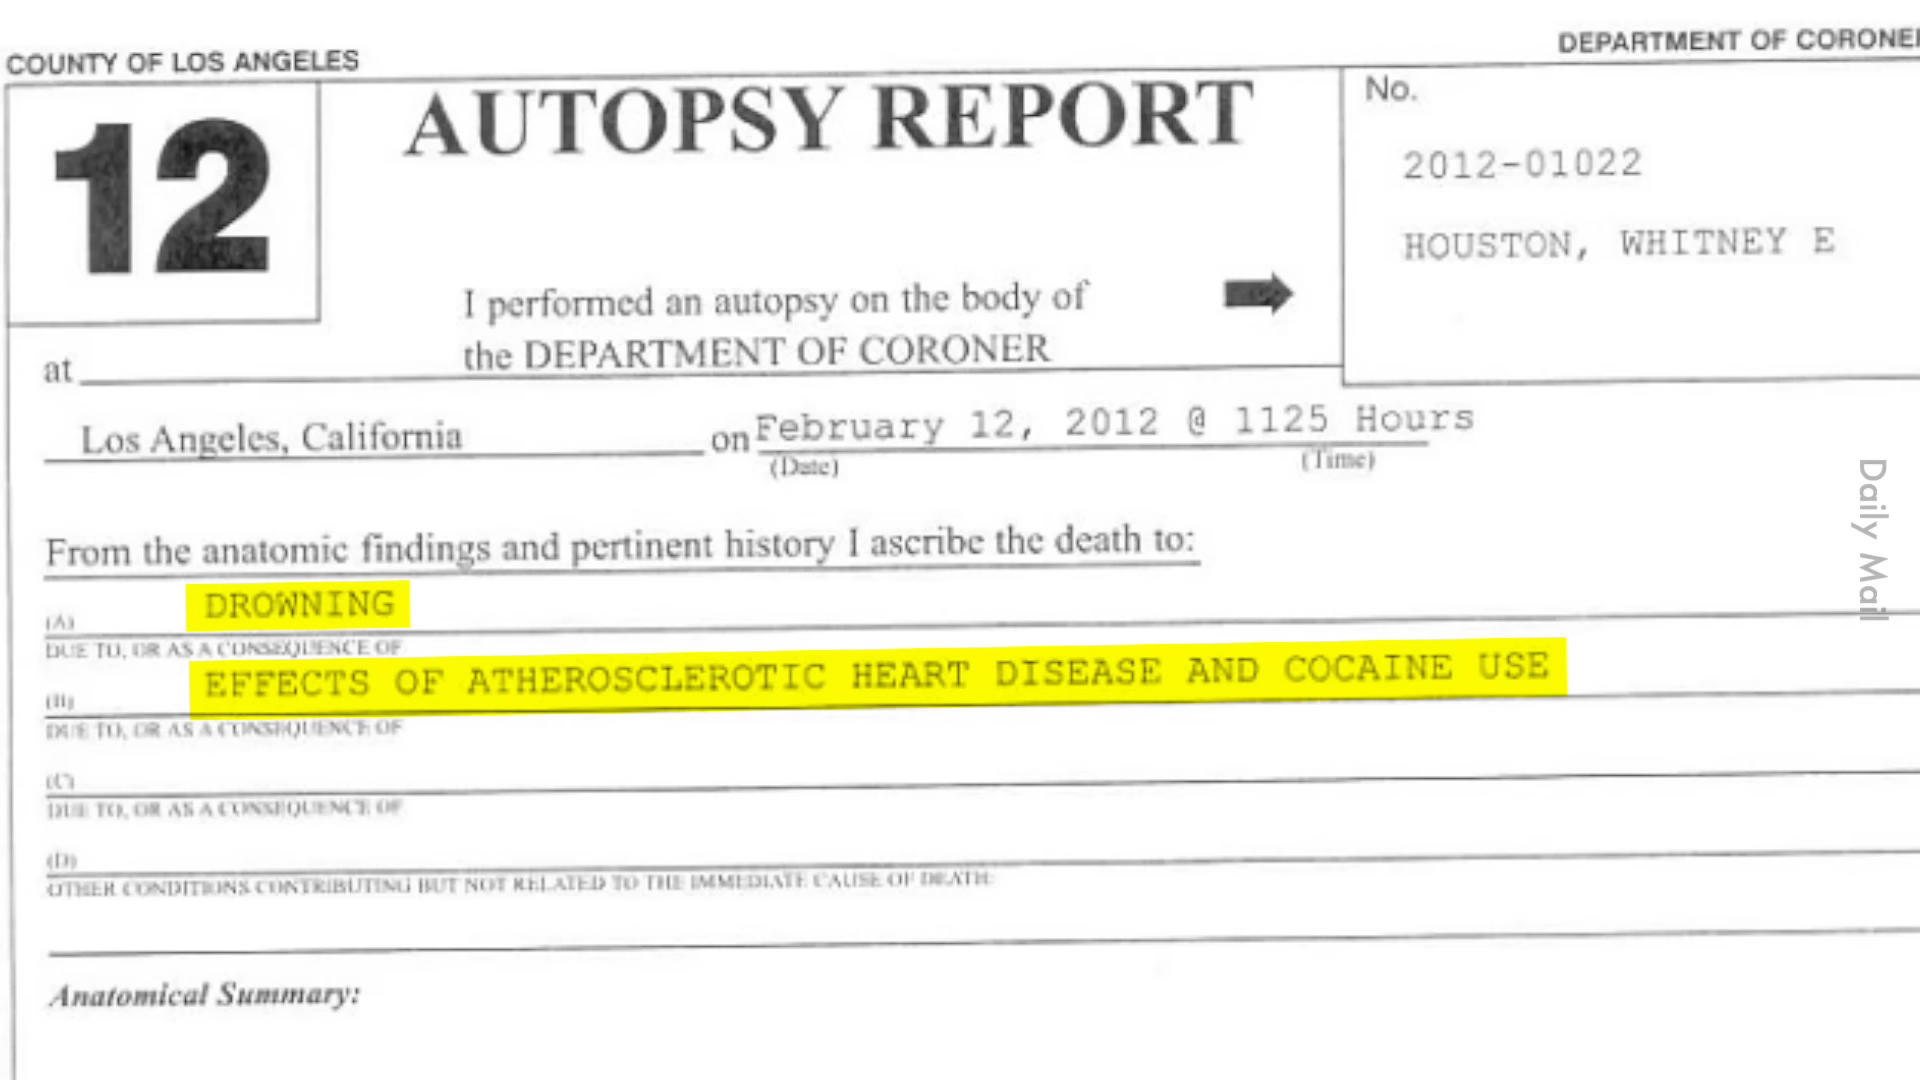 COUNTY OF LOS ANGELES
DEPARTMENT OF CORONER
12
AUTOPSY REPORT
No.
2012-01022
HOUSTON, WHITNEY E
I performed an autopsy on the body of
the DEPARTMENT OF CORONER
at
Los Angeles, California on February 12, 2012 @ 1125 Hours
(Date) (Time)
From the anatomic findings and pertinent history I ascribe the death to:
(A) DROWNING
DUE TO, OR AS A CONSEQUENCE OF
(B) EFFECTS OF ATHEROSCLEROTIC HEART DISEASE AND COCAINE USE
DUE TO, OR AS A CONSEQUENCE OF
(C)
DUE TO, OR AS A CONSEQUENCE OF
(D)
OTHER CONDITIONS CONTRIBUTING BUT NOT RELATED TO THE IMMEDIATE CAUSE OF DEATH:
Anatomical Summary:
Daily Mail